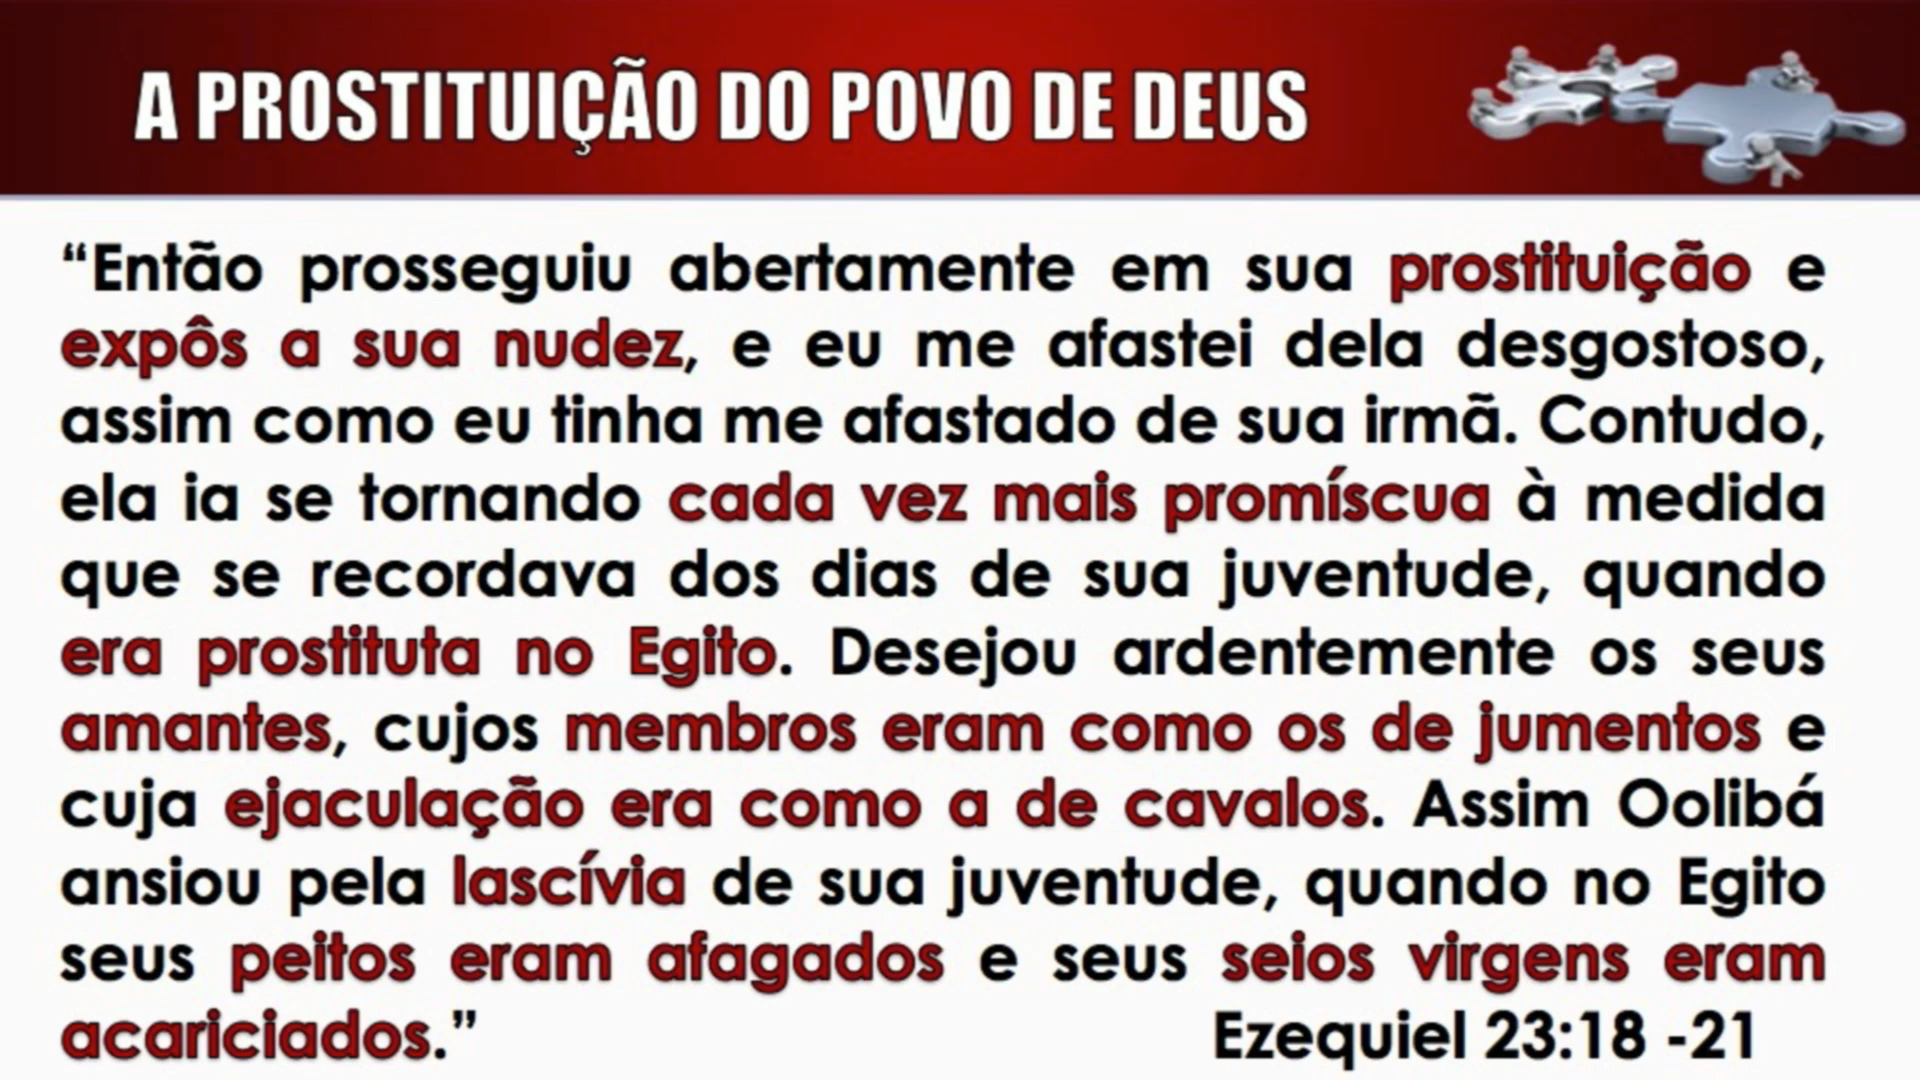 A PROSTITUIÇÃO DO POVO DE DEUS
“Então prosseguiu abertamente em sua prostituição e
expôs a sua nudez, e eu me afastei dela desgostoso,
assim como eu tinha me afastado de sua irmã. Contudo,
ela ia se tornando cada vez mais promíscua à medida
que se recordava dos dias de sua juventude, quando
era prostituta no Egito. Desejou ardentemente os seus
amantes, cujos membros eram como os de jumentos e
cuja ejaculação era como a de cavalos. Assim Oolibá
ansiou pela lascívia de sua juventude, quando no Egito
seus peitos eram afagados e seus seios virgens eram
acariciados.” Ezequiel 23:18 -21